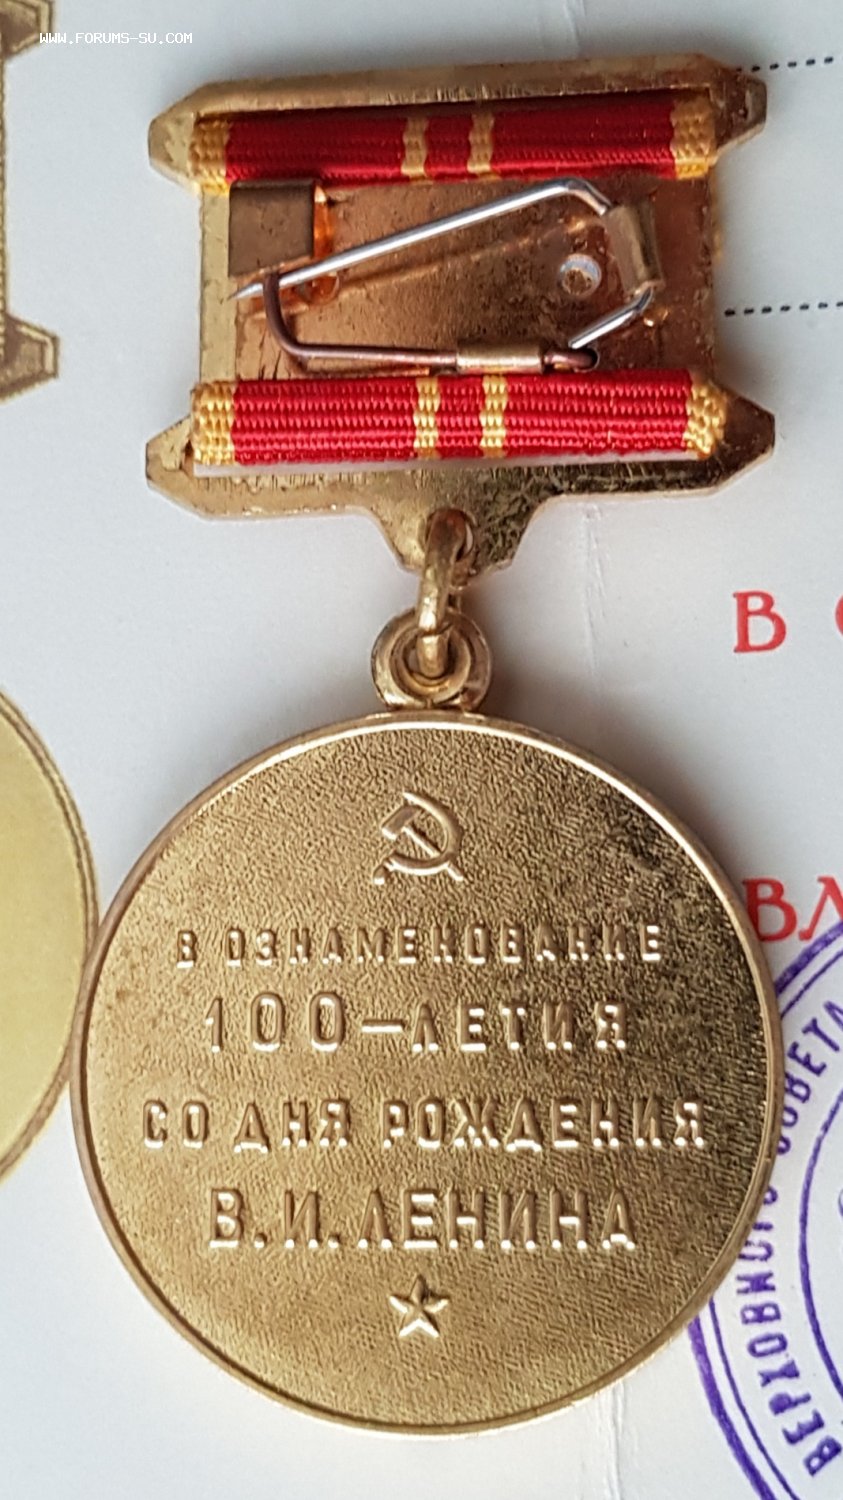 WWW.FORUMS-SU.COM
В
ВЛ
В ОЗНАМЕНОВАНИЕ
100-ЛЕТИЯ
СО ДНЯ РОЖДЕНИЯ
В.И.ЛЕНИНА
ВЕРХОВНОГО СОВЕТА